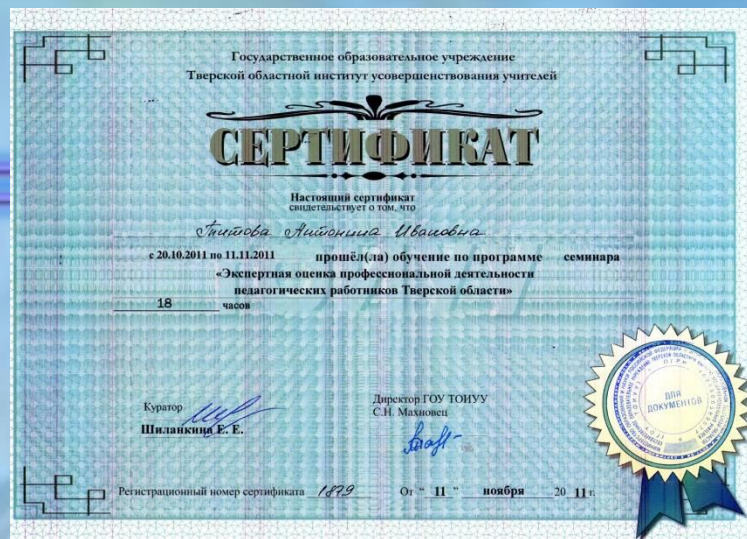 Государственное образовательное учреждение
Тверской областной институт усовершенствования учителей
СЕРТИФИКАТ
Настоящий сертификат
свидетельствует о том, что
Антонина Ивановна
с 20.10.2011 по 11.11.2011 прошёл(ла) обучение по программе семинара
«Экспертная оценка профессиональной деятельности
педагогических работников Тверской области»
18 часов
Куратор
Шиланкина Е. Е.
Директор ГОУ ТОИУУ
С.Н. Махновец
ДЛЯ
ДОКУМЕНТОВ
Регистрационный номер сертификата 1879 От " 11 " ноября 20 11 г.